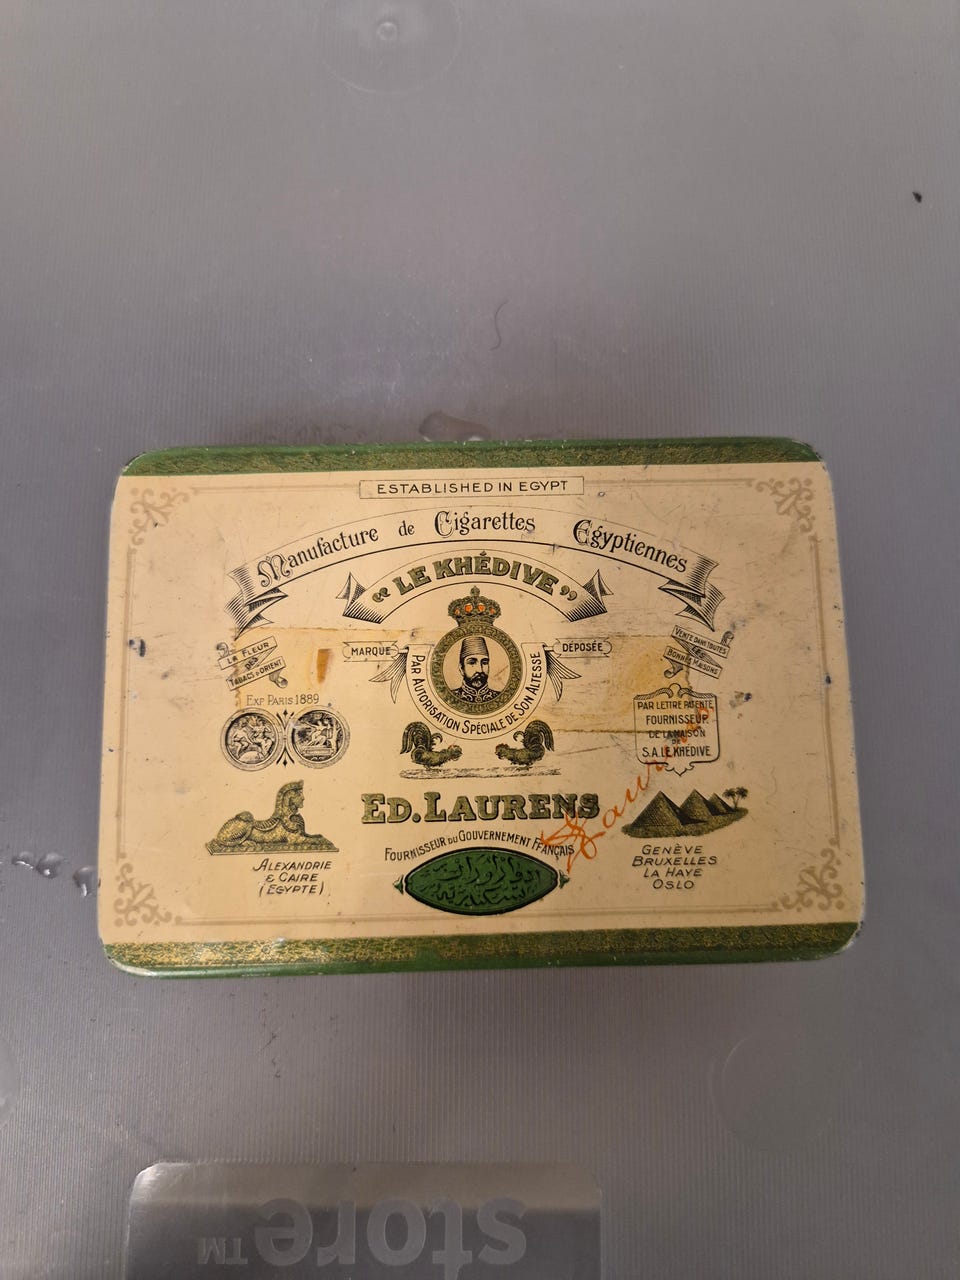 ESTABLISHED IN EGYPT
Manufacture de Cigarettes Egyptiennes
"LE KHÉDIVE"
MARQUE DÉPOSÉE
PAR AUTORISATION SPÉCIALE DE SON ALTESSE
LA FLEUR
DES
TABACS D'ORIENT
VENTE DANS TOUTES
LES
BONNES MAISONS
EXP PARIS 1889
PAR LETTRE PATENTE
FOURNISSEUR
DE LA MAISON
DE
S.A. LE KHÉDIVE
ED. LAURENS
FOURNISSEUR DU GOUVERNEMENT FRANÇAIS
ALEXANDRIE
& CAIRE
(EGYPTE)
GENÈVE
BRUXELLES
LA HAYE
OSLO
store™